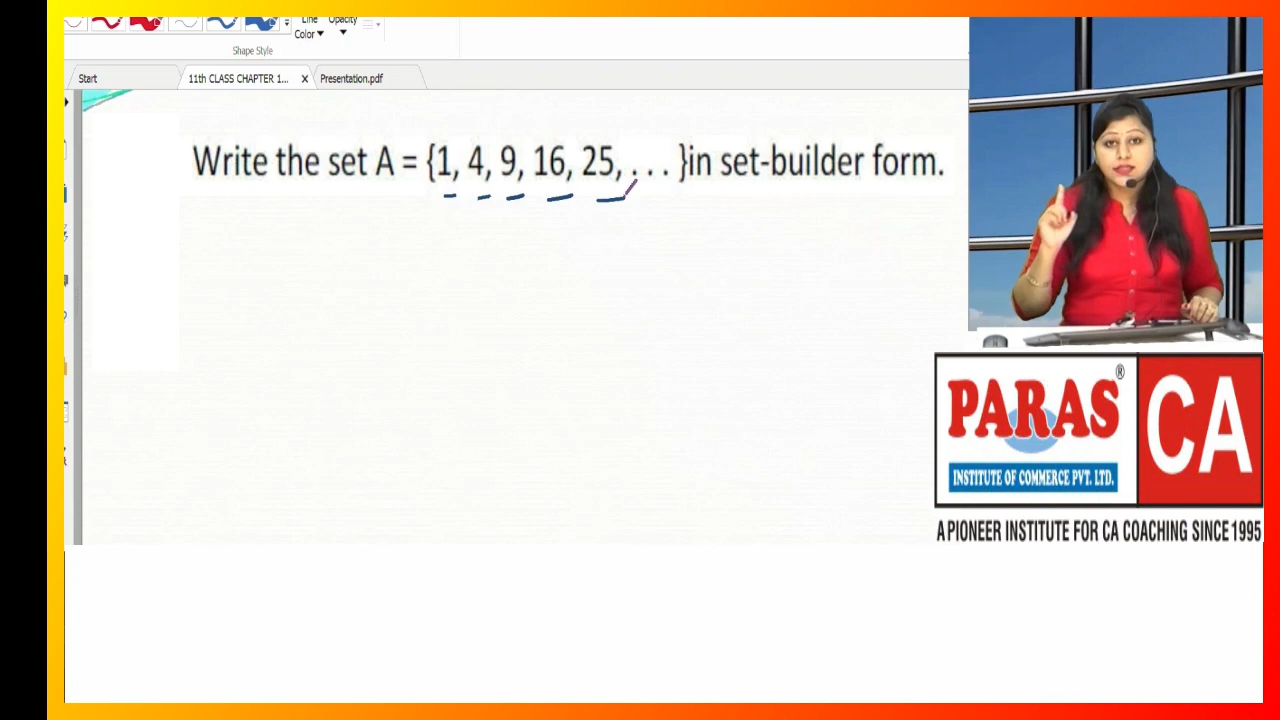 Line
Color
Opacity
Shape Style
Start
11th CLASS CHAPTER 1...
X
Presentation.pdf
Write the set A = {1, 4, 9, 16, 25, . . . }in set-builder form.
PARAS®
INSTITUTE OF COMMERCE PVT. LTD.
CA
A PIONEER INSTITUTE FOR CA COACHING SINCE 1995